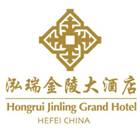 泓瑞金陵大酒店
Hongrui Jinling Grand Hotel
HEFEI CHINA